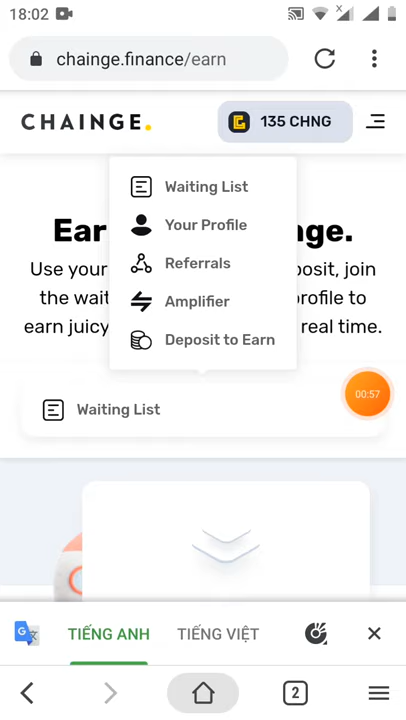 18:02
chainge.finance/earn
CHAINGE.
135 CHNG
Waiting List
Your Profile
Referrals
Amplifier
Deposit to Earn
Ear nge.
Use your posit, join
the wait rofile to
earn juicy real time.
Waiting List
00:57
TIẾNG ANH TIẾNG VIỆT
2